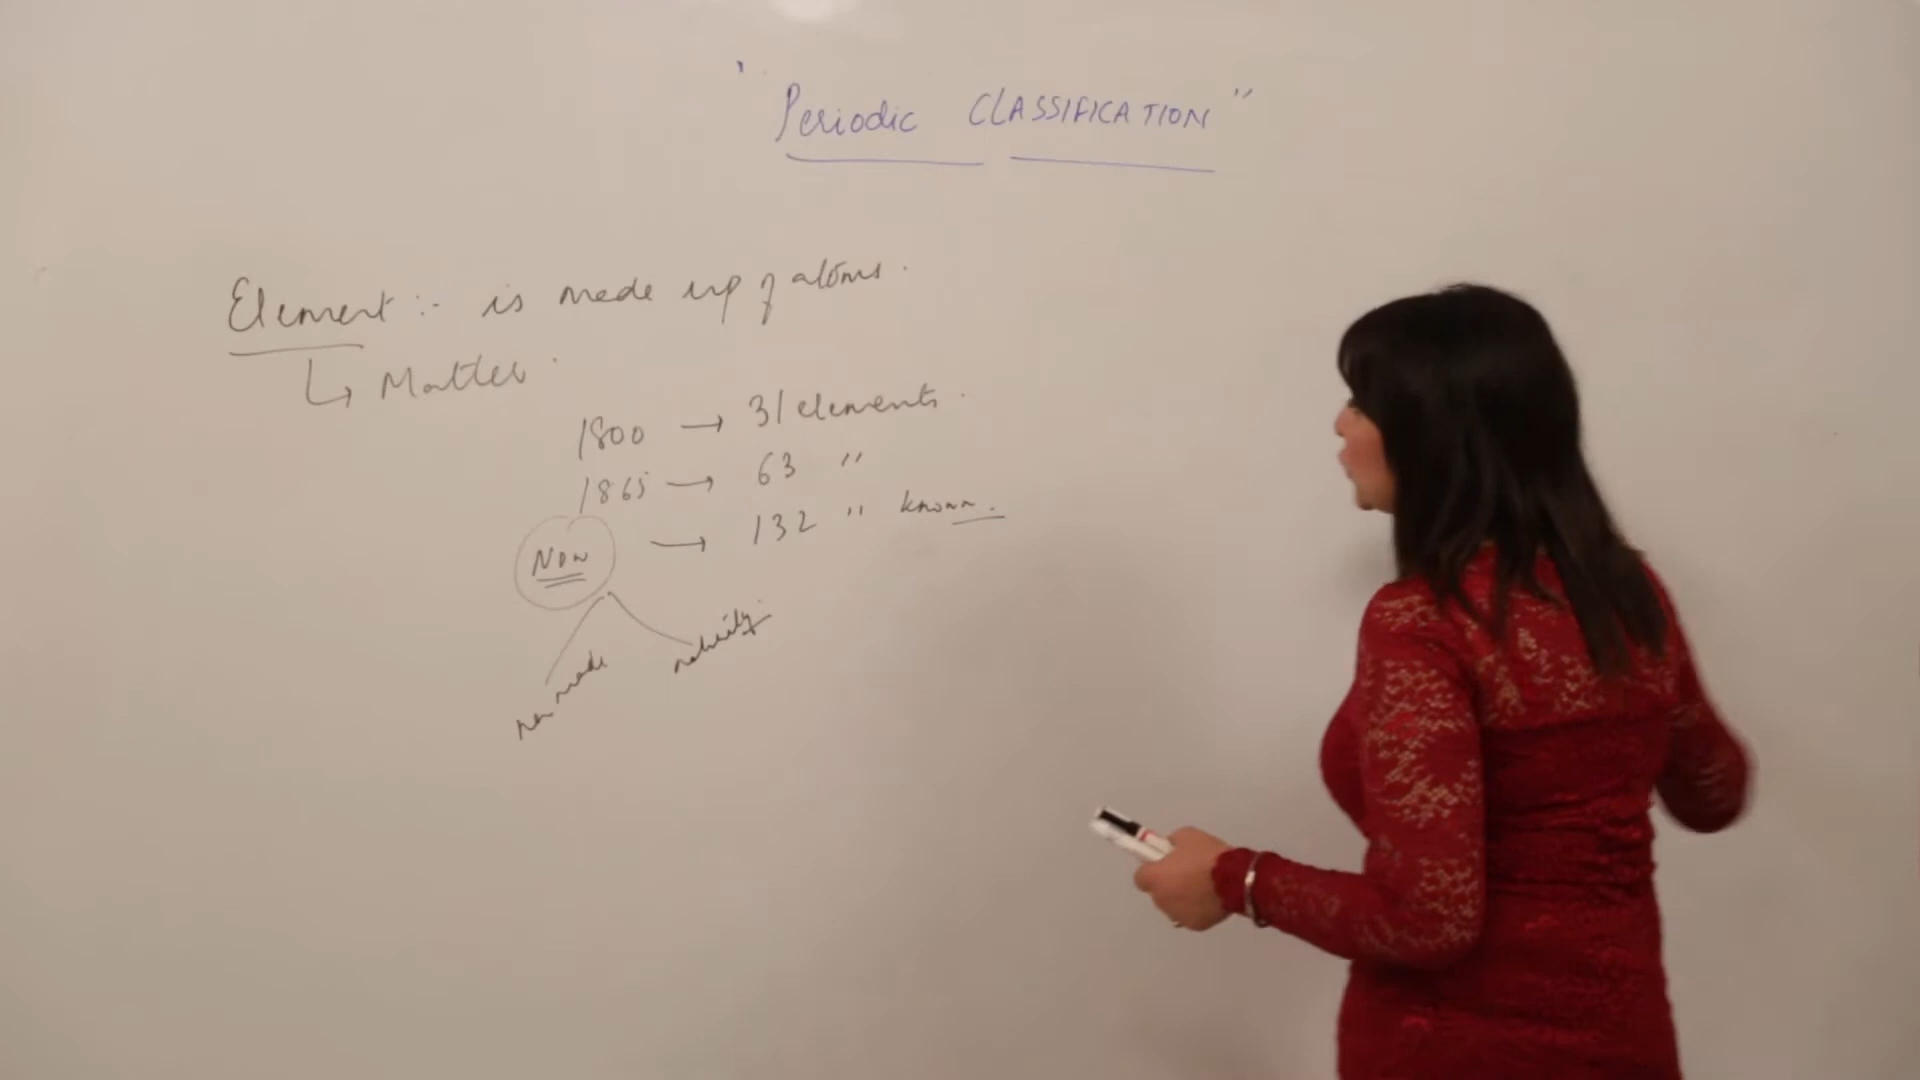 " Periodic CLASSIFICATION "
Element :- is made up of atoms.
↳ Matter.
1800 → 31 elements.
1865 → 63 "
Now → 132 " known.
man made
naturily